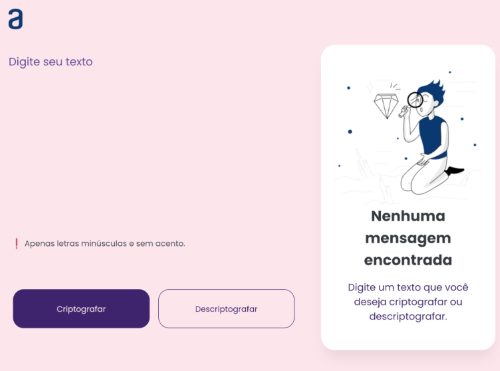 a
Digite seu texto
❗ Apenas letras minúsculas e sem acento.
Criptografar
Descriptografar
Nenhuma
mensagem
encontrada
Digite um texto que você
deseja criptografar ou
descriptografar.